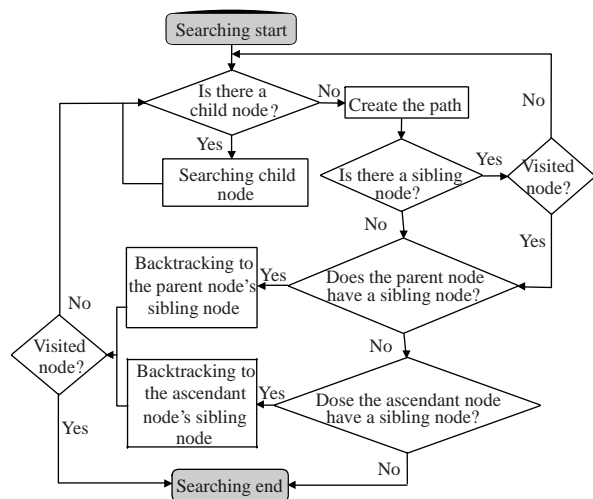 Searching start
Is there a
child node?
No
Create the path
No
Yes
Searching child
node
Is there a sibling
node?
Yes
Visited
node?
No
Yes
Backtracking to
the parent node's
sibling node
Yes
Does the parent node
have a sibling node?
No
Visited
node?
No
Backtracking to
the ascendant
node's sibling
node
Yes
Dose the ascendant node
have a sibling node?
Yes
No
Searching end